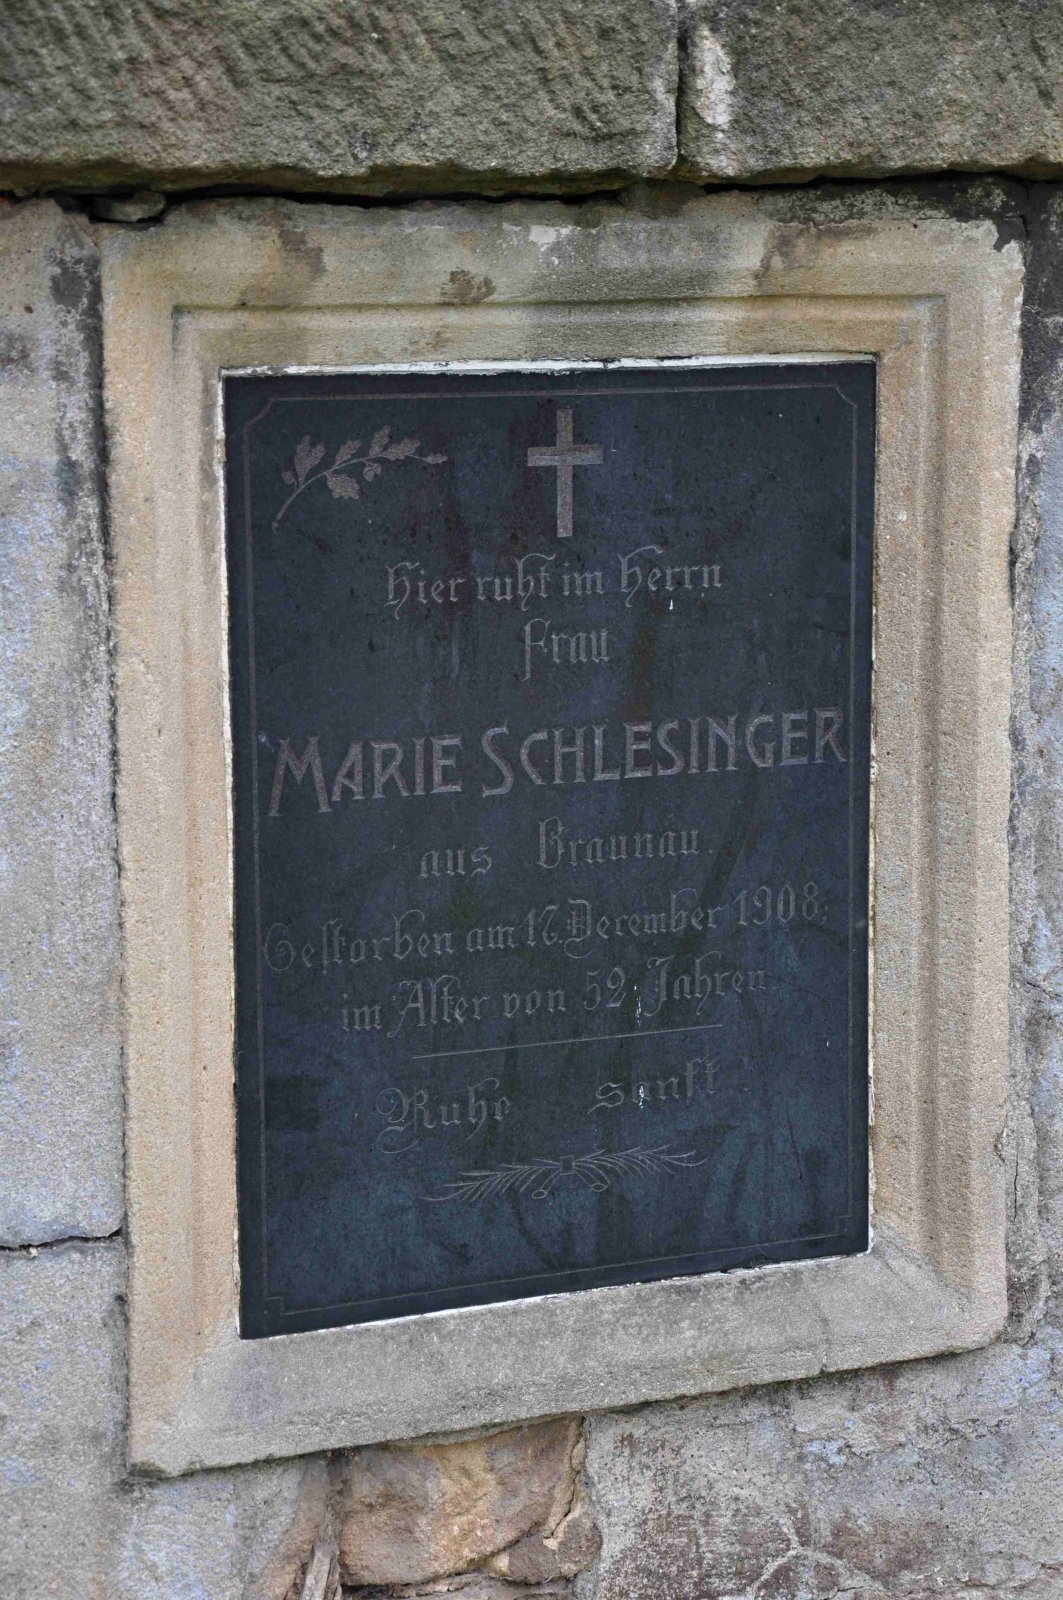 Hier ruht im Herrn
Frau
MARIE SCHLESINGER
aus Braunau.
Gestorben am 17. December 1908,
im Alter von 52 Jahren.
Ruhe sanft!